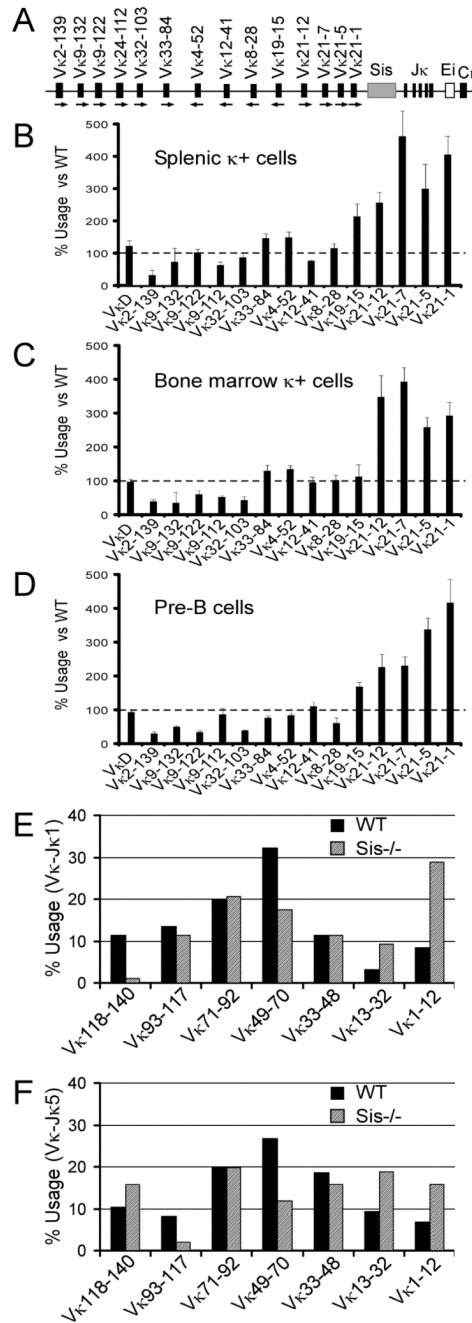 A
Vκ2-139
Vκ9-132
Vκ9-122
Vκ24-112
Vκ32-103
Vκ33-84
Vκ4-52
Vκ12-41
Vκ8-28
Vκ19-15
Vκ21-12
Vκ21-7
Vκ21-5
Vκ21-1
Sis
Jκ
Ei
B
Splenic κ+ cells
% Usage vs WT
500
400
300
200
100
0
VκD
Vκ2-139
Vκ9-132
Vκ9-122
Vκ9-112
Vκ32-103
Vκ33-84
Vκ4-52
Vκ12-41
Vκ8-28
Vκ19-15
Vκ21-12
Vκ21-7
Vκ21-5
Vκ21-1
C
Bone marrow κ+ cells
% Usage vs WT
500
400
300
200
100
0
VκD
Vκ2-139
Vκ9-132
Vκ9-122
Vκ9-112
Vκ32-103
Vκ33-84
Vκ4-52
Vκ12-41
Vκ8-28
Vκ19-15
Vκ21-12
Vκ21-7
Vκ21-5
Vκ21-1
D
Pre-B cells
% Usage vs WT
500
400
300
200
100
0
VκD
Vκ2-139
Vκ9-132
Vκ9-122
Vκ9-112
Vκ32-103
Vκ33-84
Vκ4-52
Vκ12-41
Vκ8-28
Vκ19-15
Vκ21-12
Vκ21-7
Vκ21-5
Vκ21-1
E
% Usage (Vκ-Jκ1)
40
30
20
10
0
WT
Sis-/-
Vκ118-140
Vκ93-117
Vκ71-92
Vκ49-70
Vκ33-48
Vκ13-32
Vκ1-12
F
% Usage (Vκ-Jκ5)
40
30
20
10
0
WT
Sis-/-
Vκ118-140
Vκ93-117
Vκ71-92
Vκ49-70
Vκ33-48
Vκ13-32
Vκ1-12